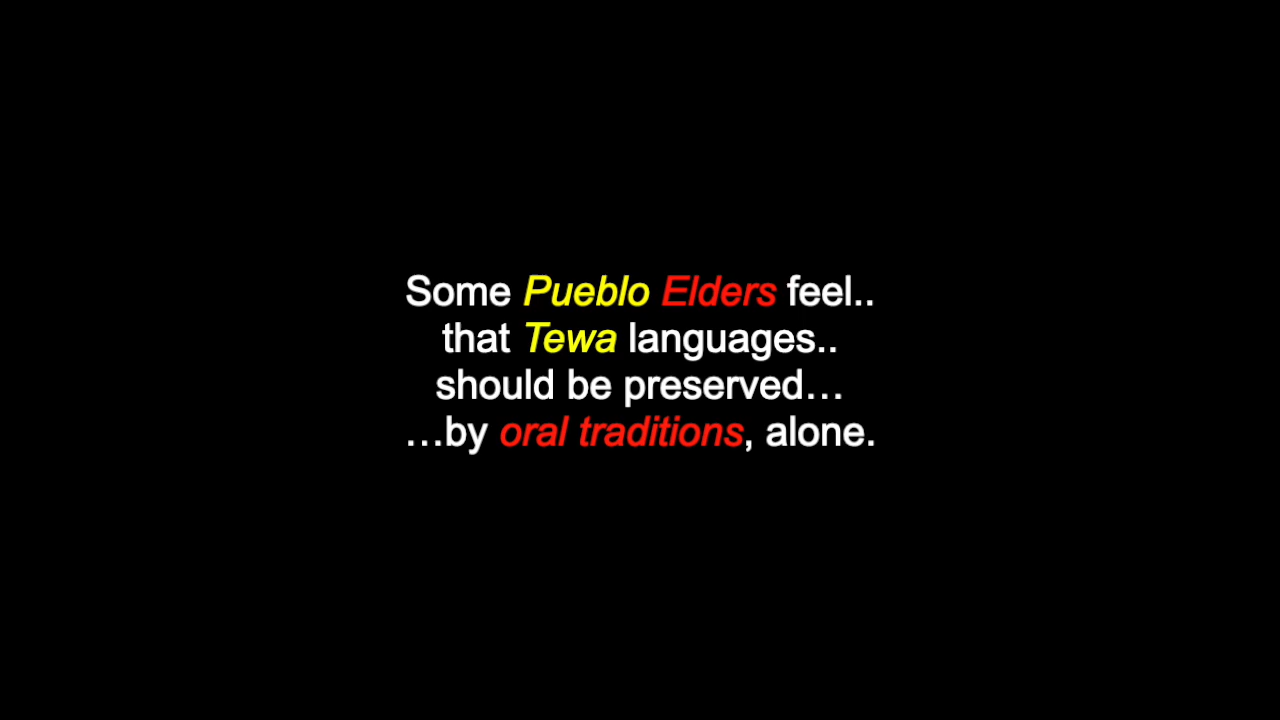 Some Pueblo Elders feel..
that Tewa languages..
should be preserved…
…by oral traditions, alone.